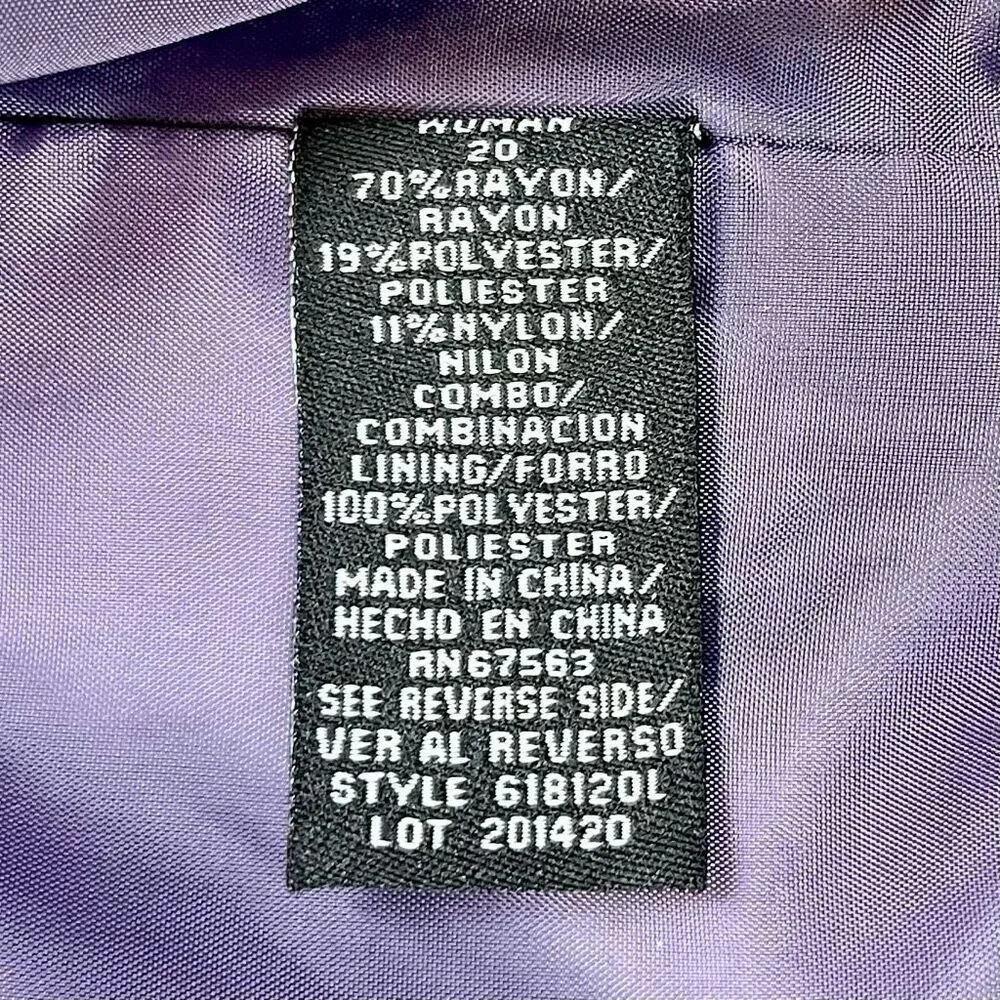 WOMAN
20
70%RAYON/
RAYON
19%POLYESTER/
POLIESTER
11%NYLON/
NILON
COMBO/
COMBINACION
LINING/FORRO
100%POLYESTER/
POLIESTER
MADE IN CHINA/
HECHO EN CHINA
RN67563
SEE REVERSE SIDE/
VER AL REVERSO
STYLE 618120L
LOT 201420